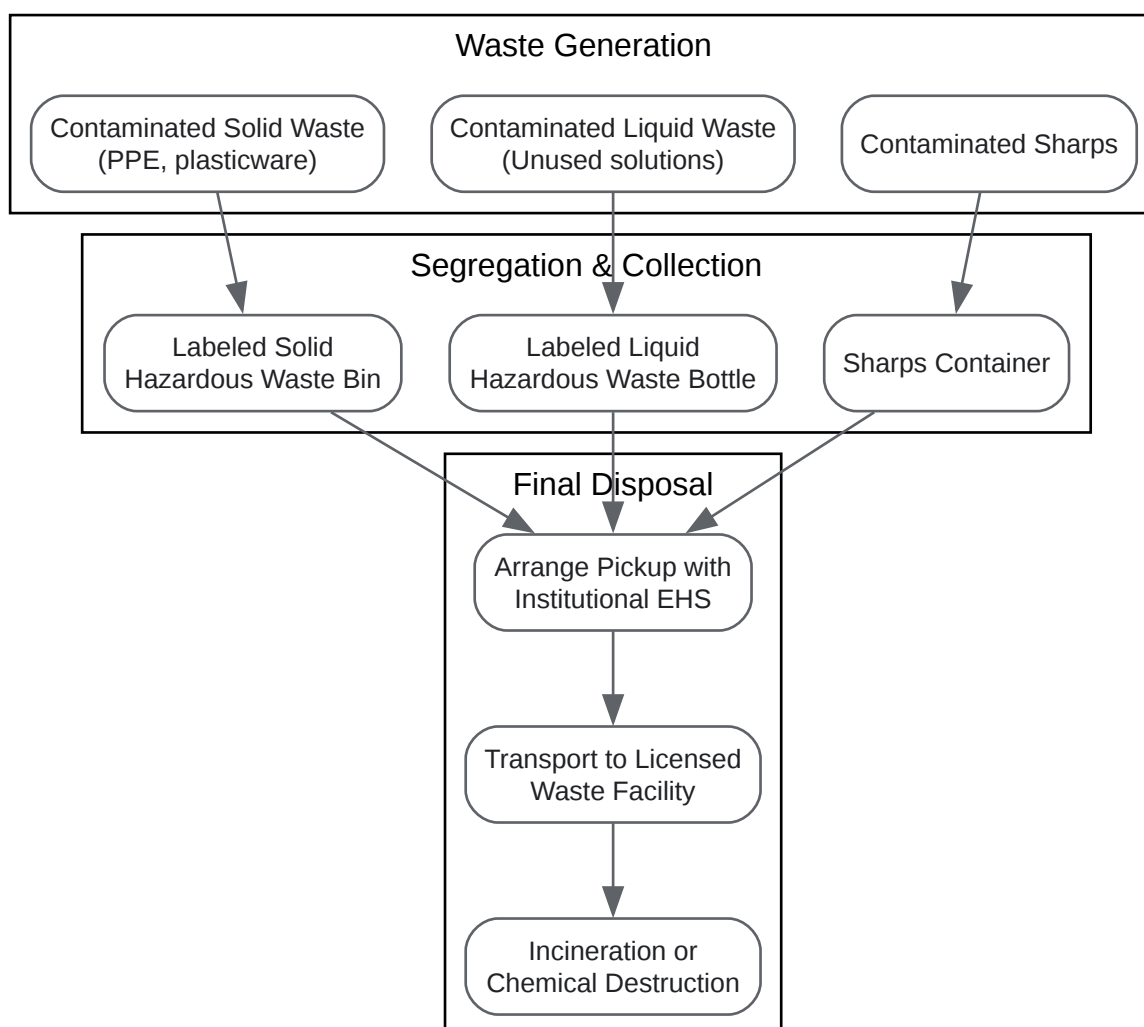 Waste Generation
Contaminated Solid Waste
(PPE, plasticware)
Contaminated Liquid Waste
(Unused solutions)
Contaminated Sharps
Segregation & Collection
Labeled Solid
Hazardous Waste Bin
Labeled Liquid
Hazardous Waste Bottle
Sharps Container
Final Disposal
Arrange Pickup with
Institutional EHS
Transport to Licensed
Waste Facility
Incineration or
Chemical Destruction